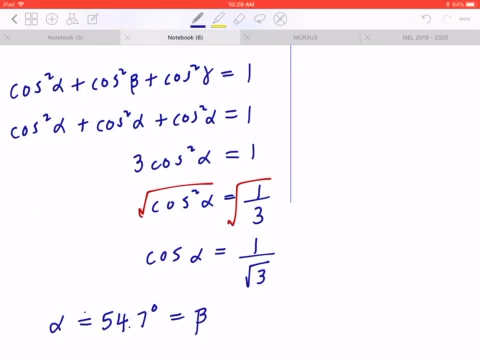 iPad
10:29 AM
84%
Notebook (5)
Notebook (6)
MCR3U3
MEL 2019 - 2020
cos²α + cos²β + cos²γ = 1
cos²α + cos²α + cos²α = 1
3 cos²α = 1
√cos²α = √1/3
cos α = 1/√3
α ≐ 54.7° = β